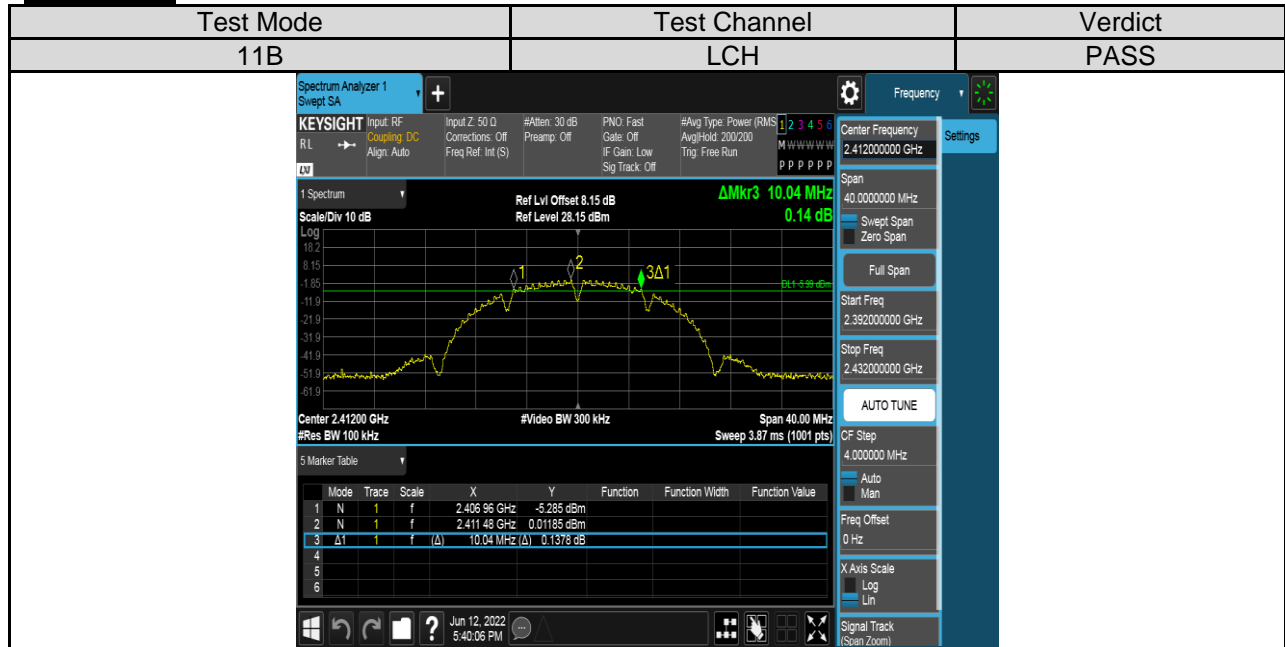 Test Mode Test Channel Verdict
11B LCH PASS
Spectrum Analyzer 1
Swept SA
+
Frequency
KEYSIGHT Input: RF Input Z: 50 Ω #Atten: 30 dB PNO: Fast #Avg Type: Power (RMS 1 2 3 4 5 6
RL Coupling: DC Corrections: Off Preamp: Off Gate: Off Avg|Hold: 200/200 M W W W W W
Align: Auto Freq Ref: Int (S) IF Gain: Low Trig: Free Run
LXI Sig Track: Off P P P P P P
Center Frequency
2.412000000 GHz
Settings
Span
40.0000000 MHz
Swept Span
Zero Span
Full Span
Start Freq
2.392000000 GHz
Stop Freq
2.432000000 GHz
AUTO TUNE
CF Step
4.000000 MHz
Auto
Man
Freq Offset
0 Hz
X Axis Scale
Log
Lin
Signal Track
(Span Zoom)
1 Spectrum
Ref Lvl Offset 8.15 dB
ΔMkr3 10.04 MHz
Scale/Div 10 dB
Ref Level 28.15 dBm
0.14 dB
Log
18.2
8.15
-1.85
-11.9
-21.9
-31.9
-41.9
-51.9
-61.9
1
2
3Δ1
DL1 -5.99 dBm
Center 2.41200 GHz #Video BW 300 kHz Span 40.00 MHz
#Res BW 100 kHz Sweep 3.87 ms (1001 pts)
5 Marker Table
Mode Trace Scale X Y Function Function Width Function Value
1 N 1 f 2.406 96 GHz -5.285 dBm
2 N 1 f 2.411 48 GHz 0.01185 dBm
3 Δ1 1 f (Δ) 10.04 MHz (Δ) 0.1378 dB
4
5
6
?
Jun 12, 2022
5:40:06 PM